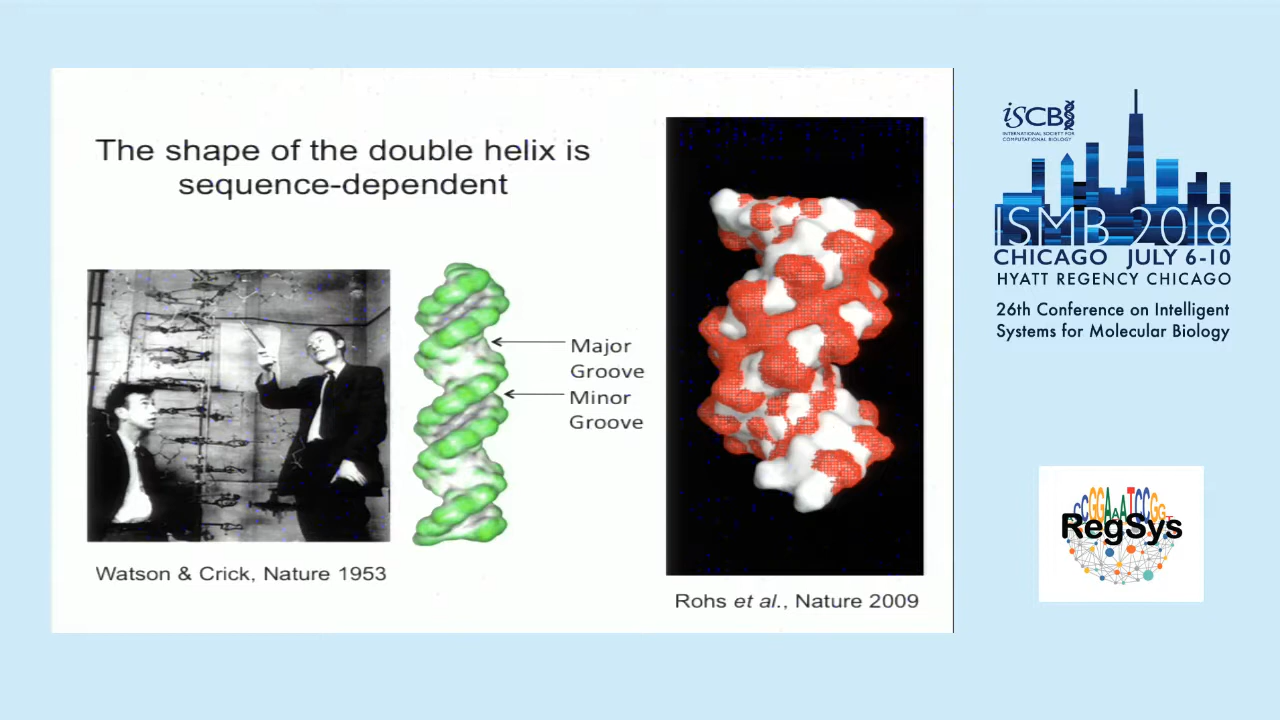 The shape of the double helix is
sequence-dependent
Major
Groove
Minor
Groove
Watson & Crick, Nature 1953
Rohs et al., Nature 2009
iSCB
INTERNATIONAL SOCIETY FOR
COMPUTATIONAL BIOLOGY
ISMB 2018
CHICAGO JULY 6-10
HYATT REGENCY CHICAGO
26th Conference on Intelligent
Systems for Molecular Biology
CCGGAAATCCGGT
RegSys